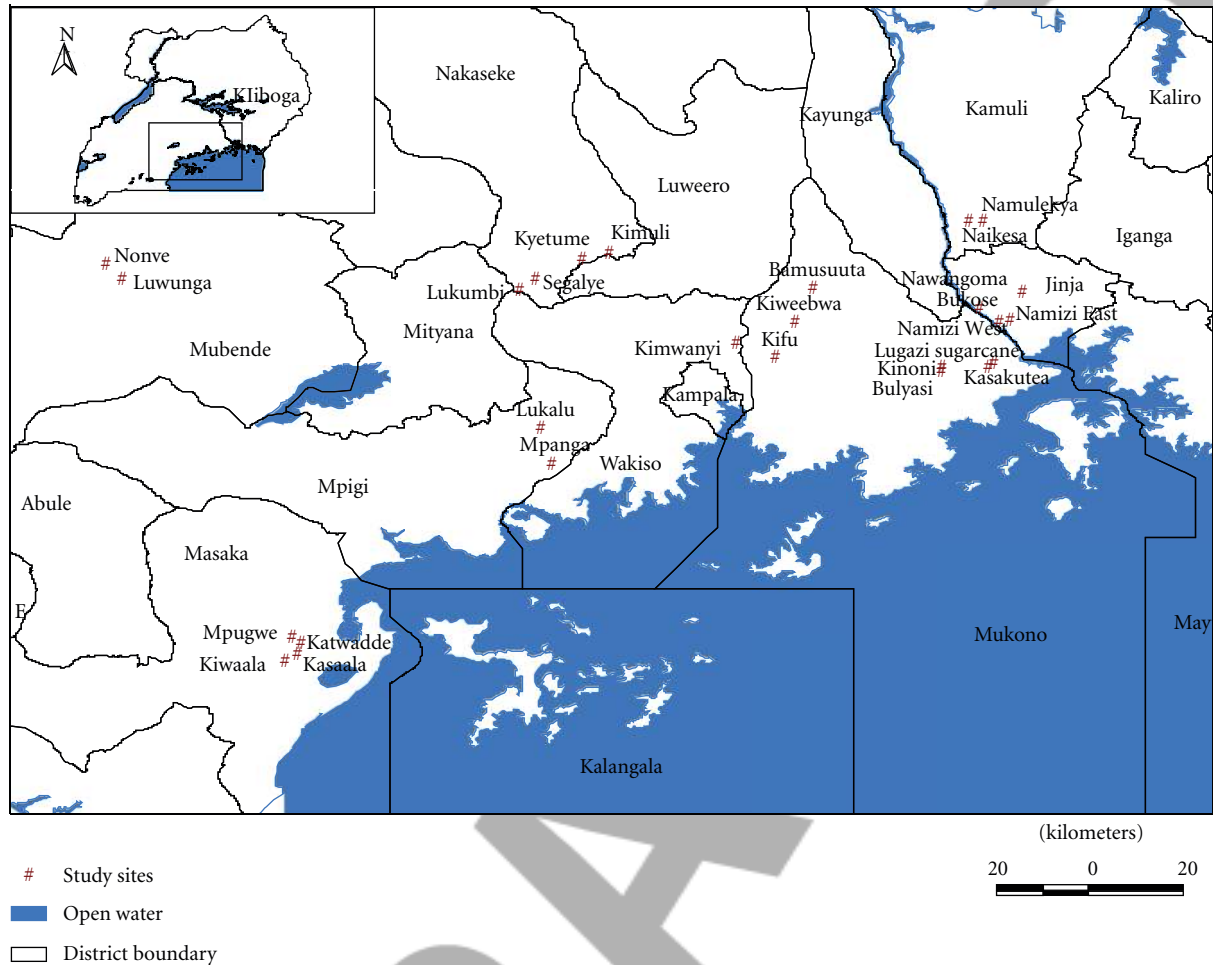 N
KIiboga
Nakaseke
Kaliro
Kayunga
Kamuli
Luweero
Namulekya
Naikesa
Iganga
Kyetume
Kimuli
Nonve
Luwunga
Lukumbi
Segalye
Bamusuuta
Kiweebwa
Nawangoma
Bukose
Jinja
Namizi West
Namizi East
Mityana
Mubende
Kimwanyi
Kifu
Lugazi sugarcane
Kinoni
Kasakutea
Bulyasi
Kampala
Lukalu
Mpanga
Wakiso
Mpigi
Abule
Masaka
E
Mpugwe
Katwadde
Kiwaala
Kasaala
Mukono
May
Kalangala
(kilometers)
20 0 20
# Study sites
Open water
District boundary